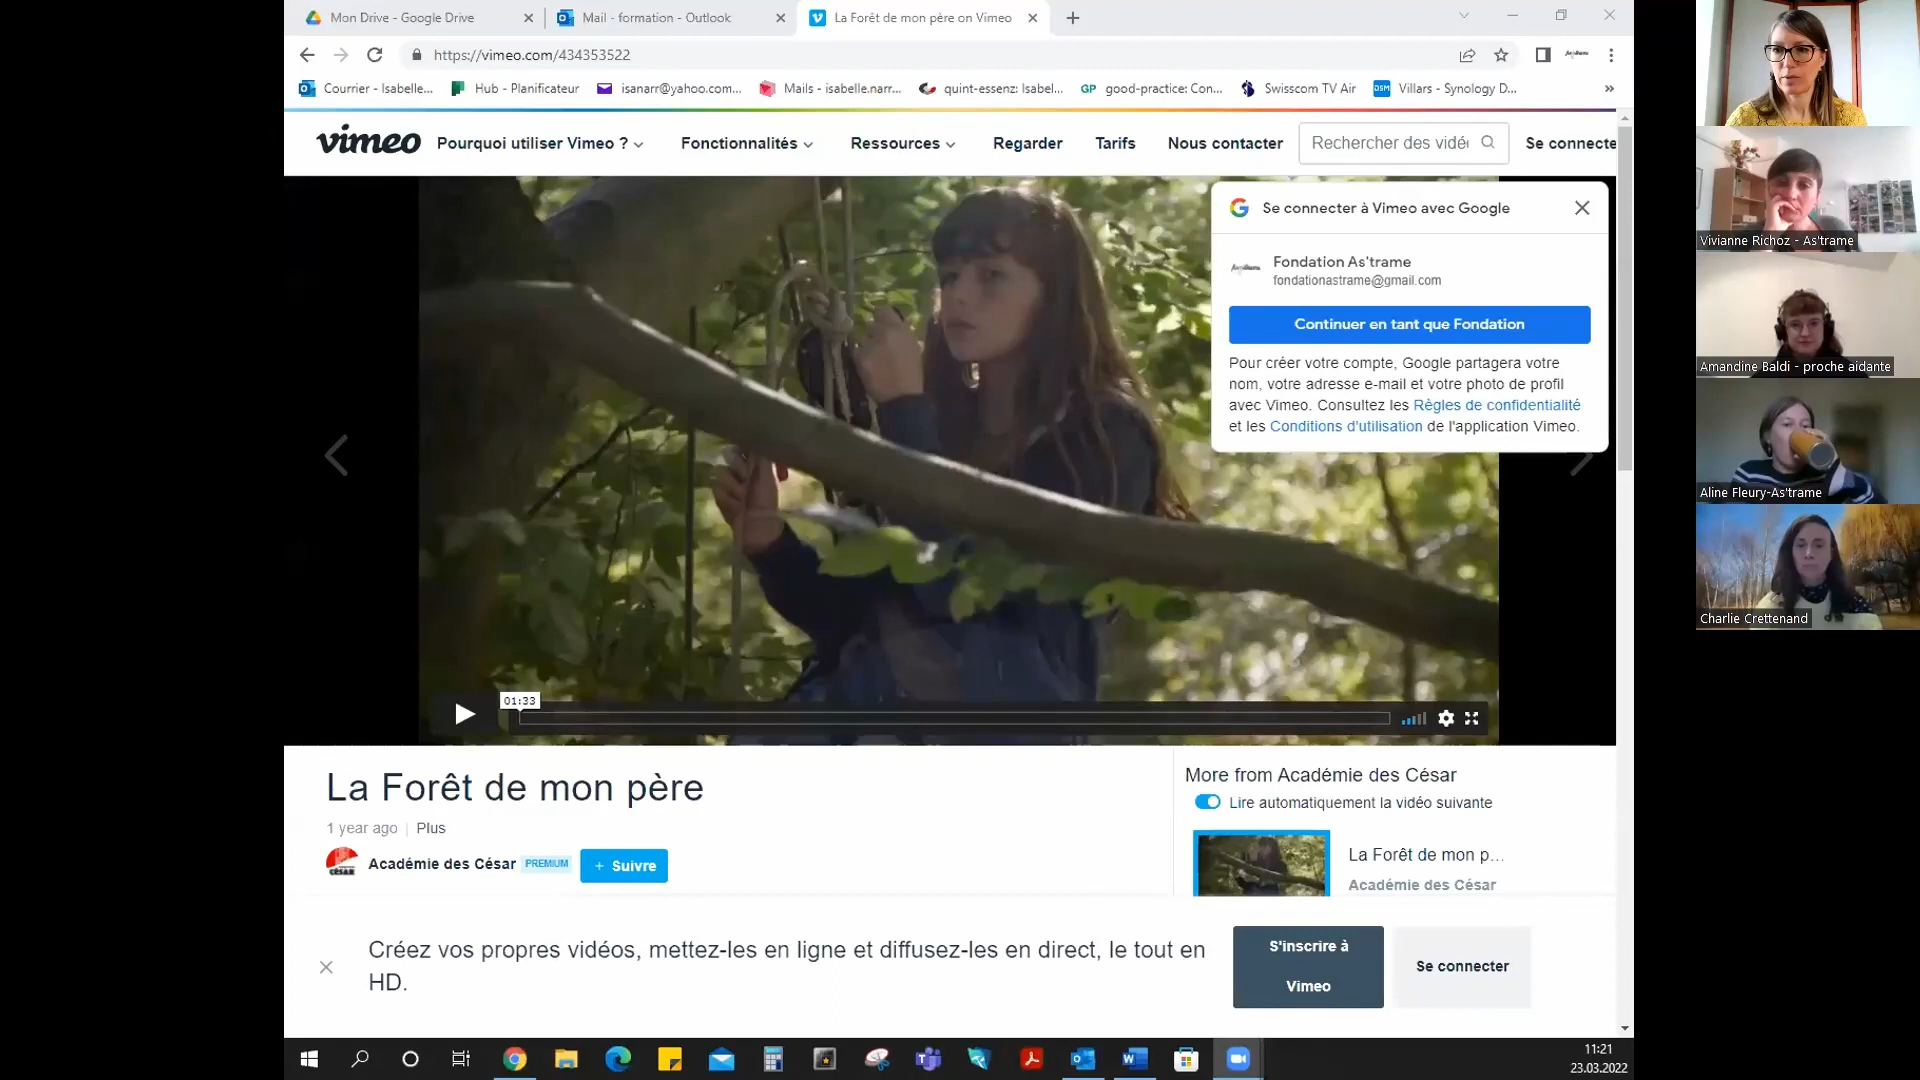 Mon Drive - Google Drive
Mail - formation - Outlook
La Forêt de mon père on Vimeo
https://vimeo.com/434353522
Courrier - Isabelle...
Hub - Planificateur
isanarr@yahoo.com...
Mails - isabelle.narr...
quint-essenz: Isabel...
GP good-practice: Con...
Swisscom TV Air
DSM Villars - Synology D...
»
vimeo
Pourquoi utiliser Vimeo ?
Fonctionnalités
Ressources
Regarder
Tarifs
Nous contacter
Rechercher des vidé
Se connecte
Se connecter à Vimeo avec Google
Fondation As'trame
fondationastrame@gmail.com
Continuer en tant que Fondation
Pour créer votre compte, Google partagera votre
nom, votre adresse e-mail et votre photo de profil
avec Vimeo. Consultez les Règles de confidentialité
et les Conditions d'utilisation de l'application Vimeo.
01:33
La Forêt de mon père
1 year ago | Plus
Académie des César PREMIUM
+ Suivre
More from Académie des César
Lire automatiquement la vidéo suivante
La Forêt de mon p...
Académie des César
Créez vos propres vidéos, mettez-les en ligne et diffusez-les en direct, le tout en
HD.
S'inscrire à
Vimeo
Se connecter
11:21
23.03.2022
Vivianne Richoz - As'trame
Amandine Baldi - proche aidante
Aline Fleury-As'trame
Charlie Crettenand